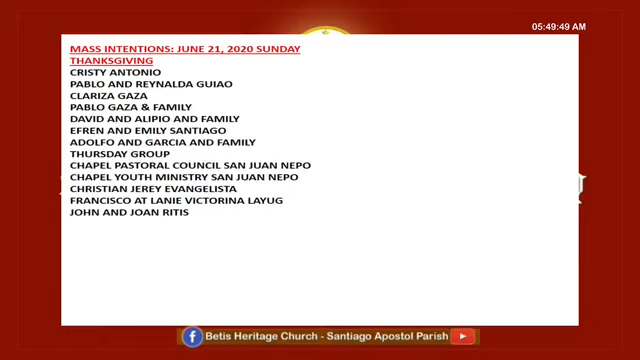 05:49:49 AM
MASS INTENTIONS: JUNE 21, 2020 SUNDAY
THANKSGIVING
CRISTY ANTONIO
PABLO AND REYNALDA GUIAO
CLARIZA GAZA
PABLO GAZA & FAMILY
DAVID AND ALIPIO AND FAMILY
EFREN AND EMILY SANTIAGO
ADOLFO AND GARCIA AND FAMILY
THURSDAY GROUP
CHAPEL PASTORAL COUNCIL SAN JUAN NEPO
CHAPEL YOUTH MINISTRY SAN JUAN NEPO
CHRISTIAN JEREY EVANGELISTA
FRANCISCO AT LANIE VICTORINA LAYUG
JOHN AND JOAN RITIS
Betis Heritage Church - Santiago Apostol Parish